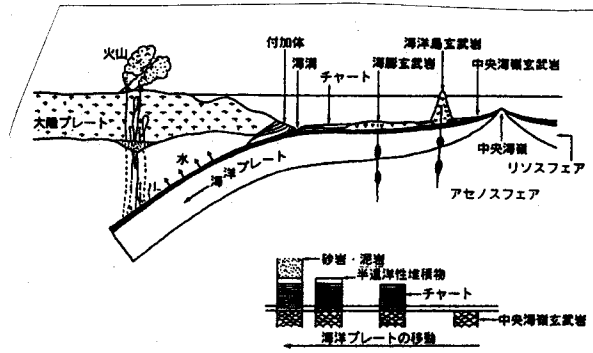 火山
付加体
海溝
チャート
海膨玄武岩
海洋島玄武岩
中央海嶺玄武岩
大陸プレート
水
海洋プレート
中央海嶺
リソスフェア
アセノスフェア
砂岩・泥岩
半遠洋性堆積物
チャート
中央海嶺玄武岩
海洋プレートの移動